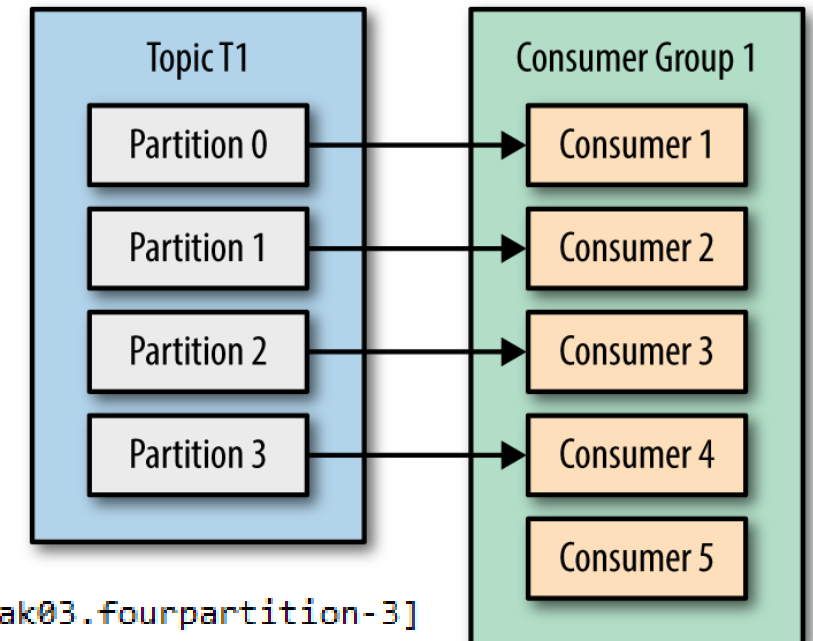 Topic T1
Partition 0
Partition 1
Partition 2
Partition 3
Consumer Group 1
Consumer 1
Consumer 2
Consumer 3
Consumer 4
Consumer 5
ak03.fourpartition-3]